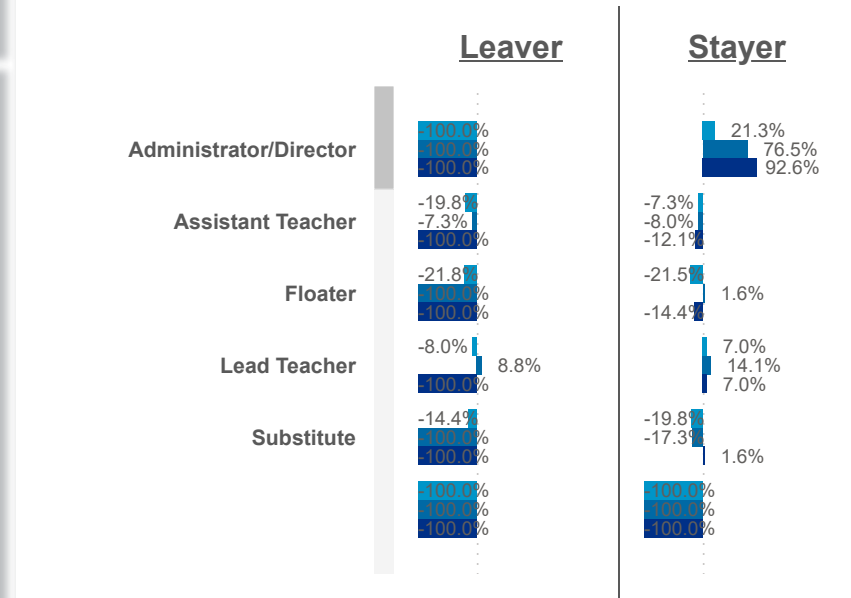 Leaver Stayer
-100.0% 21.3%
Administrator/Director -100.0% 76.5%
-100.0% 92.6%
-19.8% -7.3%
Assistant Teacher -7.3% -8.0%
-100.0% -12.1%
-21.8% -21.5%
Floater -100.0% 1.6%
-100.0% -14.4%
-8.0% 7.0%
Lead Teacher 8.8% 14.1%
-100.0% 7.0%
-14.4% -19.8%
Substitute -100.0% -17.3%
-100.0% 1.6%
-100.0% -100.0%
-100.0% -100.0%
-100.0% -100.0%